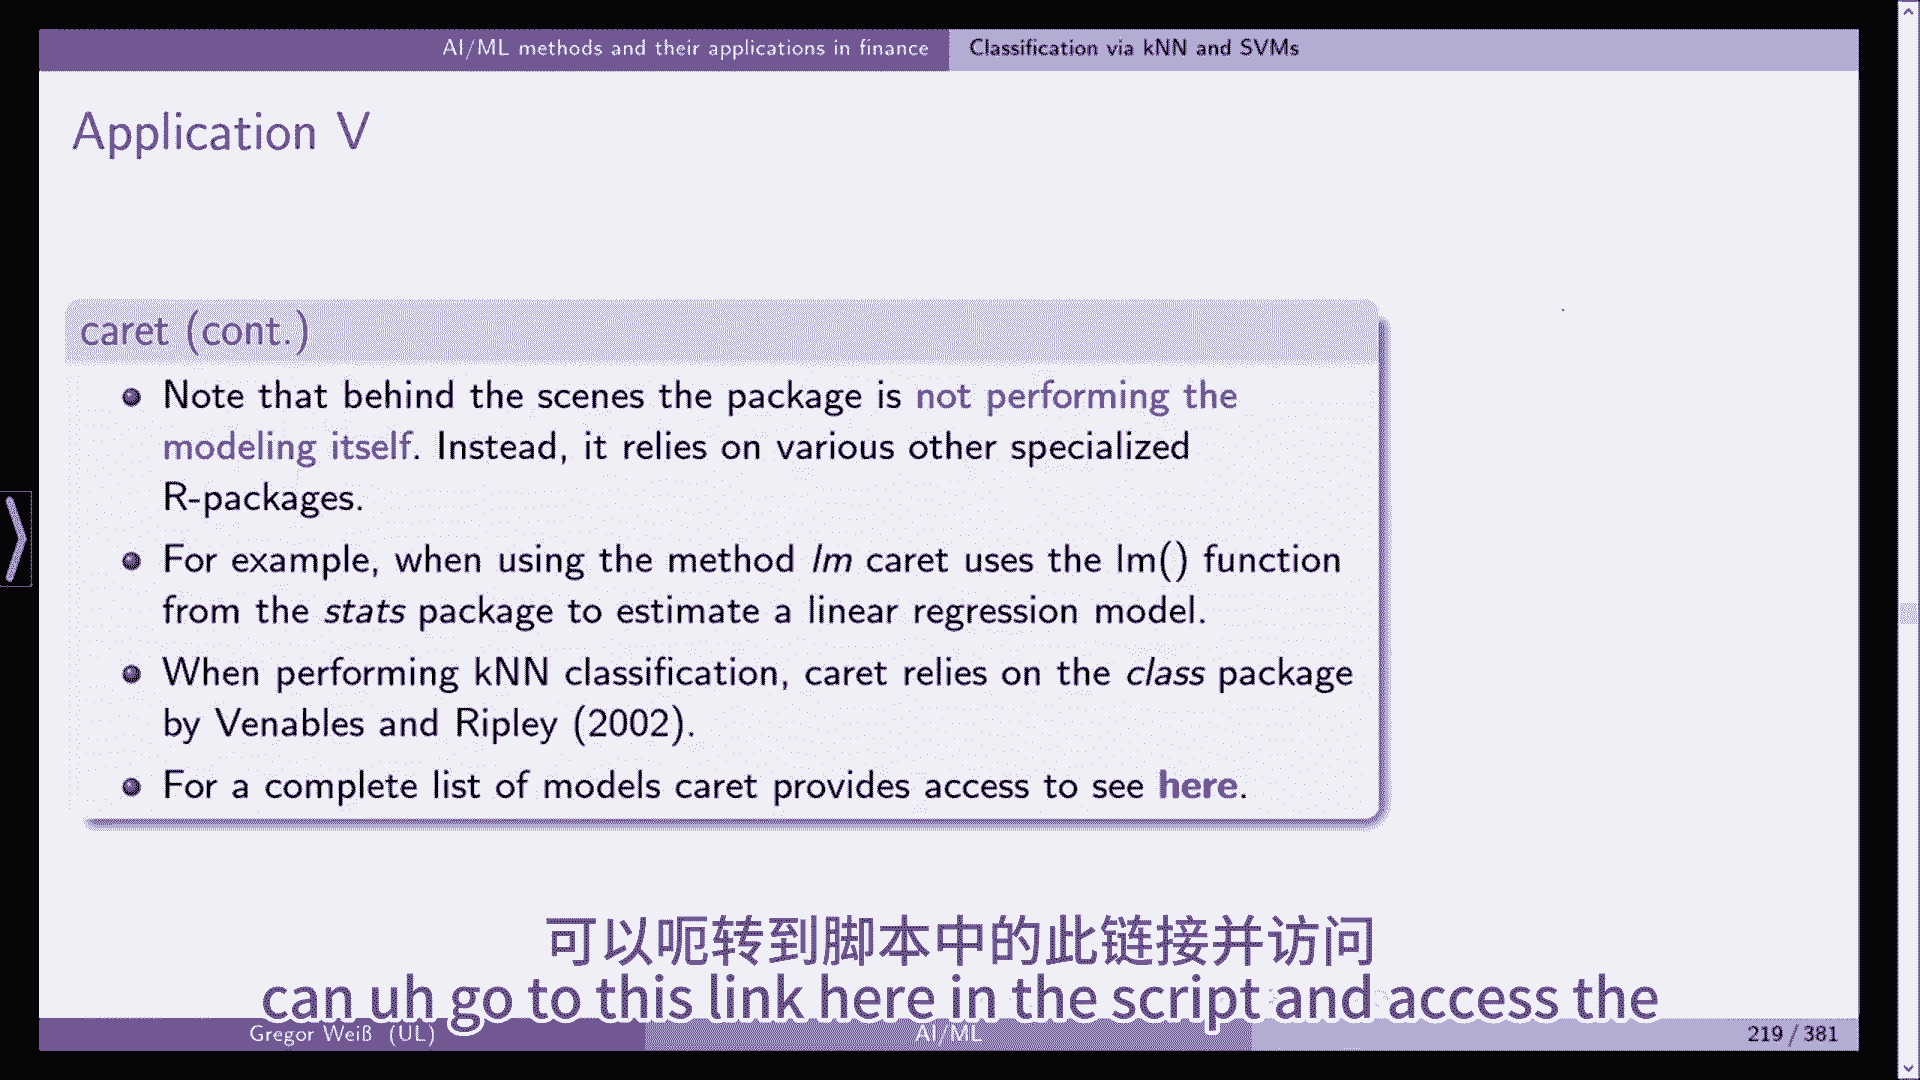 AI/ML methods and their applications in finance
Classification via kNN and SVMs
Application V
caret (cont.)
Note that behind the scenes the package is not performing the
modeling itself. Instead, it relies on various other specialized
R-packages.
For example, when using the method lm caret uses the lm() function
from the stats package to estimate a linear regression model.
When performing kNN classification, caret relies on the class package
by Venables and Ripley (2002).
For a complete list of models caret provides access to see here.
可以呃转到脚本中的此链接并访问
can uh go to this link here in the script and access the
Gregor Weiß (UL)
AI/ML
219 / 381